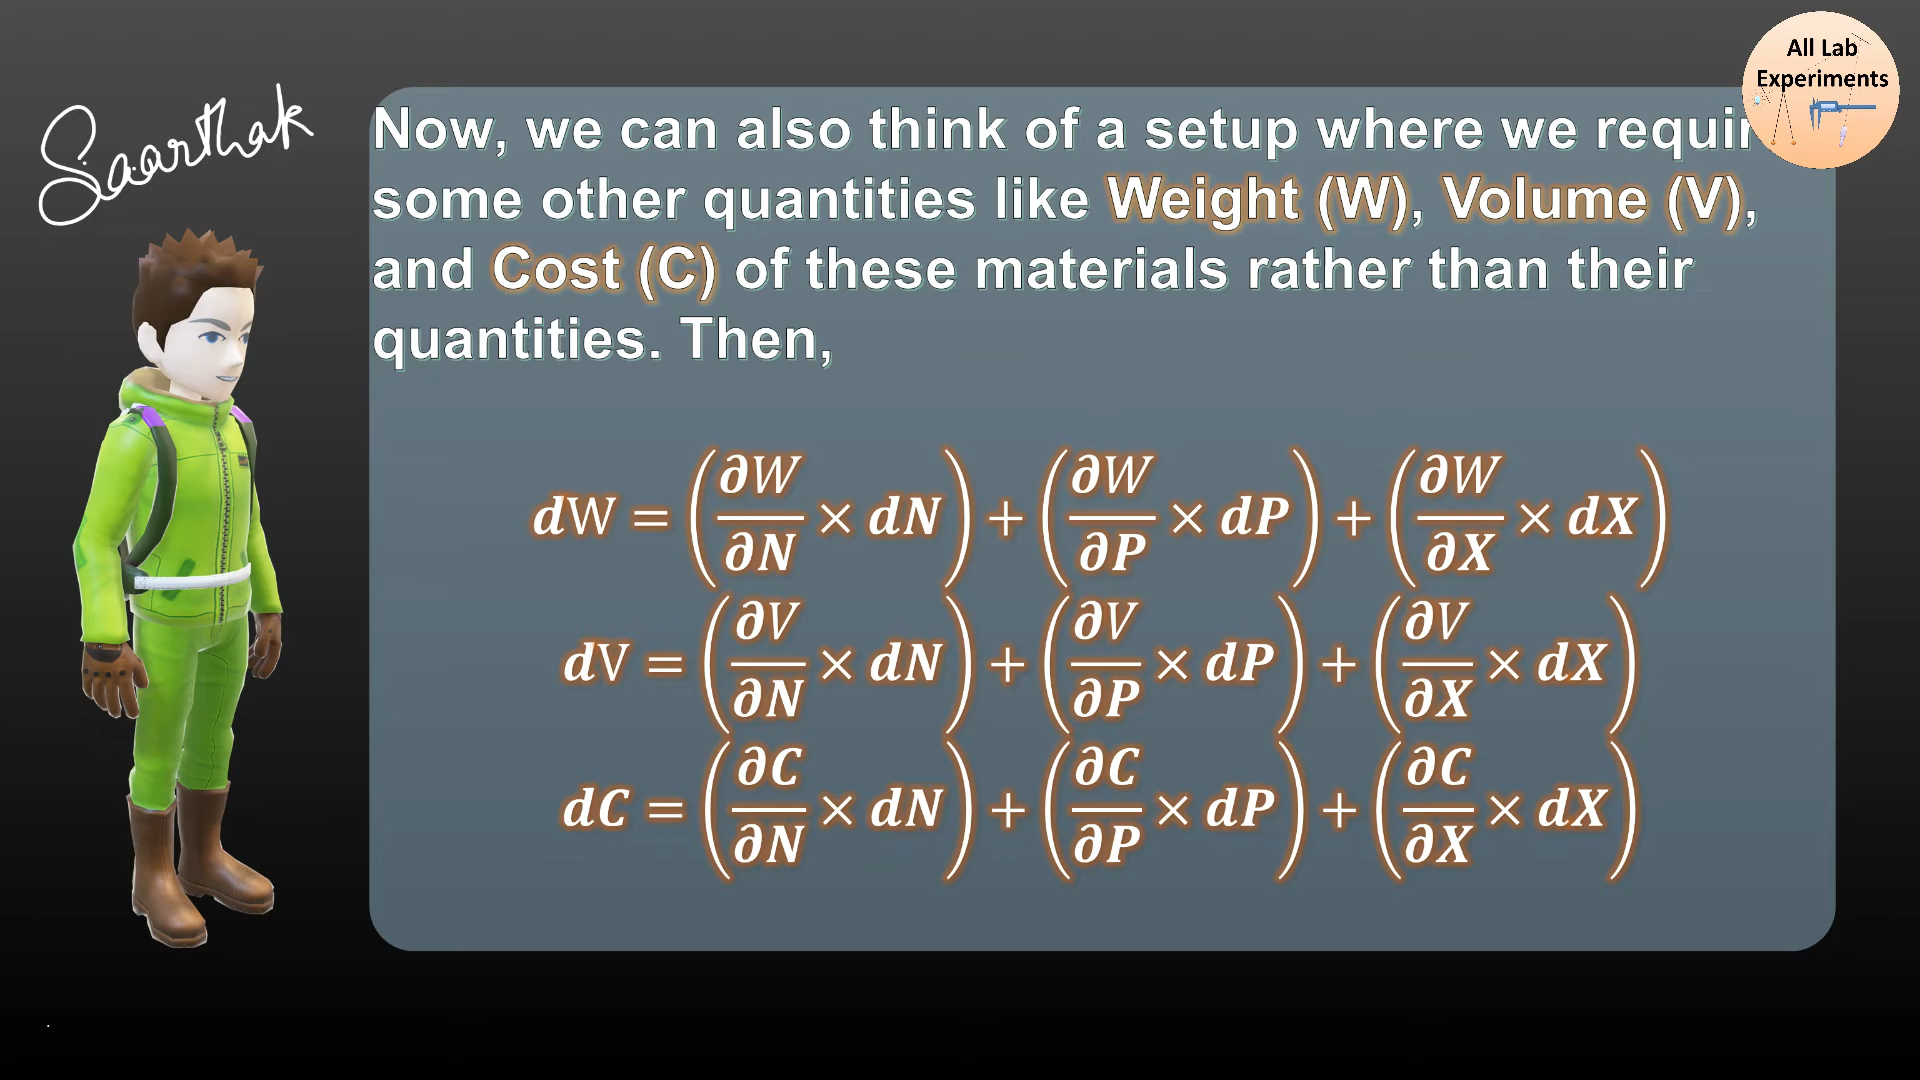 All Lab
Experiments
Saarthak
Now, we can also think of a setup where we
some other quantities like Weight (W), Volume (V),
and Cost (C) of these materials rather than their
quantities. Then,
dW = (∂W/∂N × dN) + (∂W/∂P × dP) + (∂W/∂X × dX)
dV = (∂V/∂N × dN) + (∂V/∂P × dP) + (∂V/∂X × dX)
dC = (∂C/∂N × dN) + (∂C/∂P × dP) + (∂C/∂X × dX)